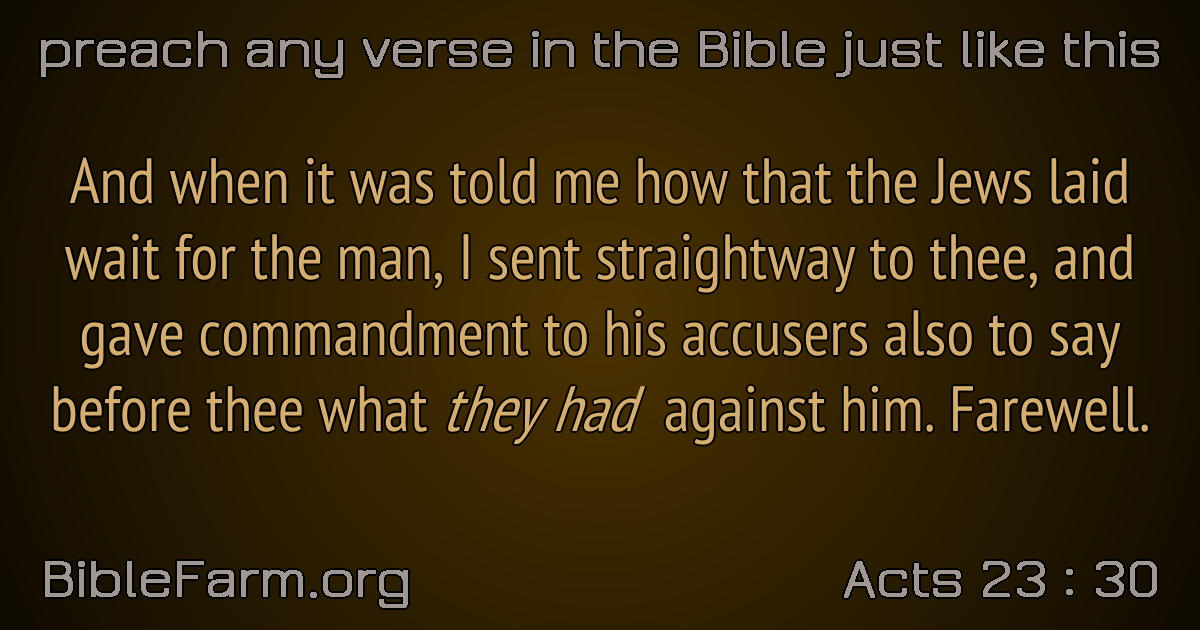 preach any verse in the Bible just like this
And when it was told me how that the Jews laid
wait for the man, I sent straightway to thee, and
gave commandment to his accusers also to say
before thee what they had against him. Farewell.
BibleFarm.org
Acts 23 : 30